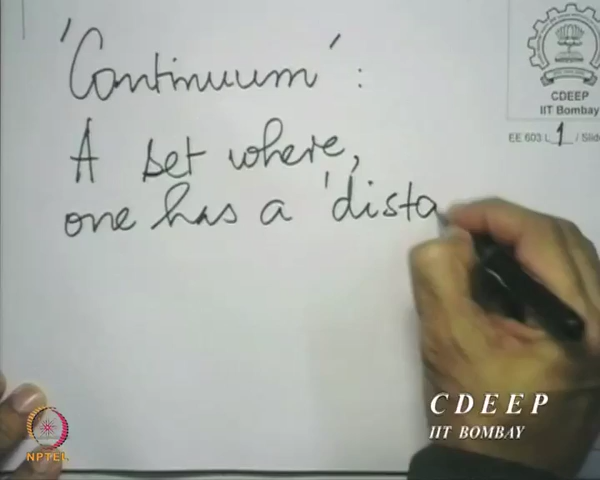 'Continuum' :
A set where,
one has a 'dista
CDEEP
IIT Bombay
EE 603 L 1 / Slide
CDEEP
IIT BOMBAY
NPTEL